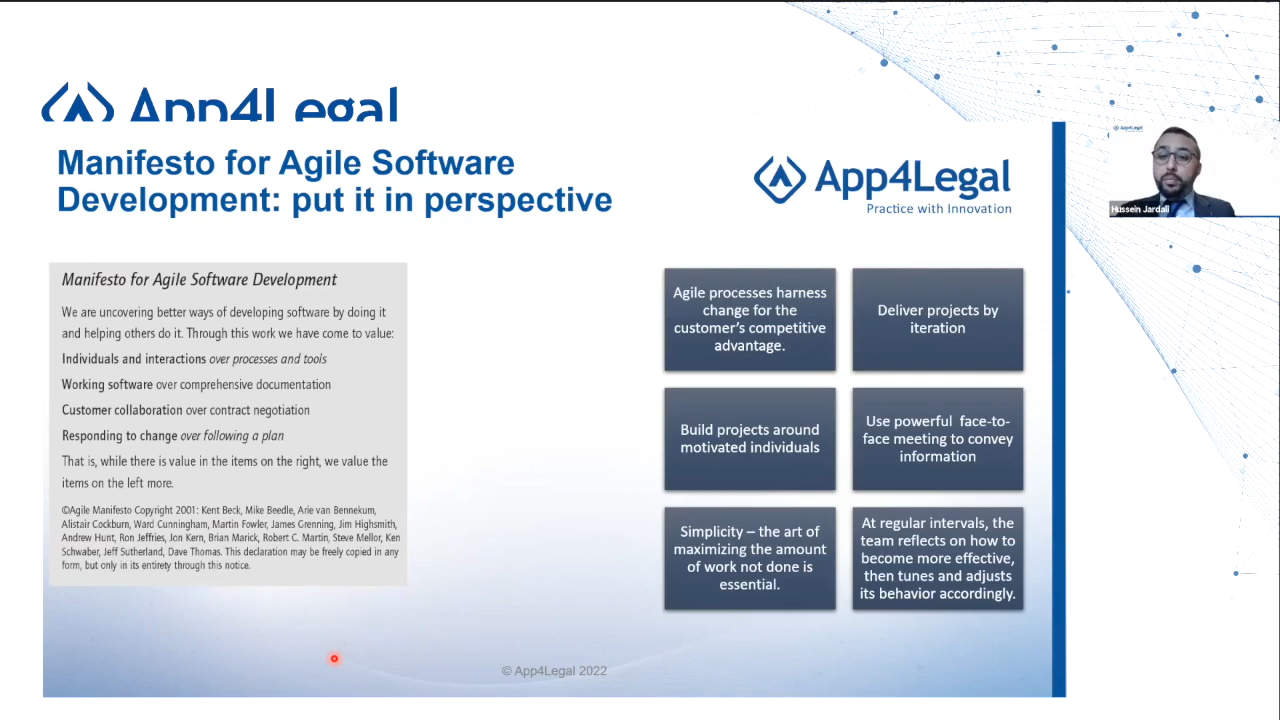 App4Legal
Manifesto for Agile Software
Development: put it in perspective
App4Legal
Practice with Innovation
App4Legal
Hussein Jardali
Manifesto for Agile Software Development
We are uncovering better ways of developing software by doing it
and helping others do it. Through this work we have come to value:
Individuals and interactions over processes and tools
Working software over comprehensive documentation
Customer collaboration over contract negotiation
Responding to change over following a plan
That is, while there is value in the items on the right, we value the
items on the left more.
©Agile Manifesto Copyright 2001: Kent Beck, Mike Beedle, Arie van Bennekum,
Alistair Cockburn, Ward Cunningham, Martin Fowler, James Grenning, Jim Highsmith,
Andrew Hunt, Ron Jeffries, Jon Kern, Brian Marick, Robert C. Martin, Steve Mellor, Ken
Schwaber, Jeff Sutherland, Dave Thomas. This declaration may be freely copied in any
form, but only in its entirety through this notice.
Agile processes harness
change for the
customer's competitive
advantage.
Deliver projects by
iteration
Build projects around
motivated individuals
Use powerful face-to-
face meeting to convey
information
Simplicity – the art of
maximizing the amount
of work not done is
essential.
At regular intervals, the
team reflects on how to
become more effective,
then tunes and adjusts
its behavior accordingly.
© App4Legal 2022